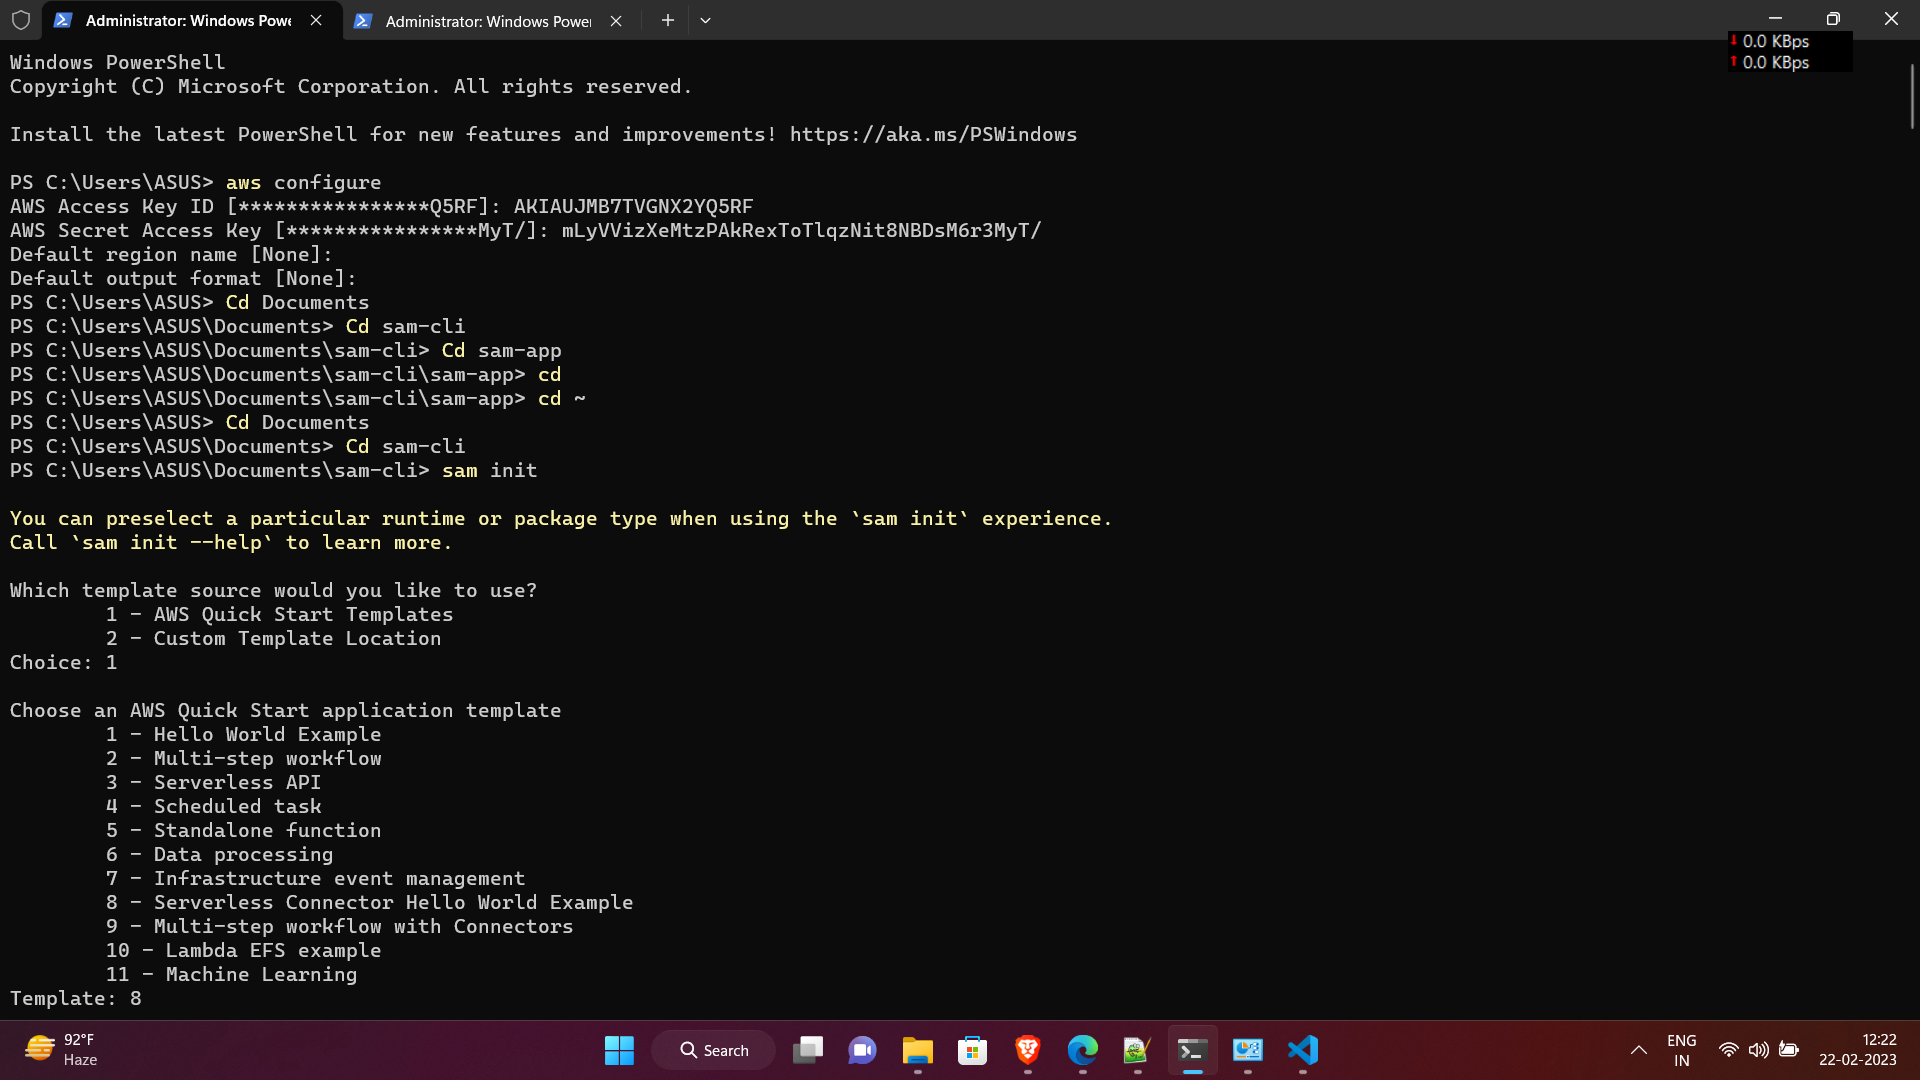 Administrator: Windows Powe
Administrator: Windows Power
0.0 KBps
0.0 KBps
Windows PowerShell
Copyright (C) Microsoft Corporation. All rights reserved.
Install the latest PowerShell for new features and improvements! https://aka.ms/PSWindows
PS C:\Users\ASUS> aws configure
AWS Access Key ID [****************Q5RF]: AKIAUJMB7TVGNX2YQ5RF
AWS Secret Access Key [****************MyT/]: 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
Default region name [None]:
Default output format [None]:
PS C:\Users\ASUS> Cd Documents
PS C:\Users\ASUS\Documents> Cd sam-cli
PS C:\Users\ASUS\Documents\sam-cli> Cd sam-app
PS C:\Users\ASUS\Documents\sam-cli\sam-app> cd
PS C:\Users\ASUS\Documents\sam-cli\sam-app> cd ~
PS C:\Users\ASUS> Cd Documents
PS C:\Users\ASUS\Documents> Cd sam-cli
PS C:\Users\ASUS\Documents\sam-cli> sam init
You can preselect a particular runtime or package type when using the `sam init` experience.
Call `sam init --help` to learn more.
Which template source would you like to use?
1 - AWS Quick Start Templates
2 - Custom Template Location
Choice: 1
Choose an AWS Quick Start application template
1 - Hello World Example
2 - Multi-step workflow
3 - Serverless API
4 - Scheduled task
5 - Standalone function
6 - Data processing
7 - Infrastructure event management
8 - Serverless Connector Hello World Example
9 - Multi-step workflow with Connectors
10 - Lambda EFS example
11 - Machine Learning
Template: 8
92°F
Haze
Search
ENG
IN
12:22
22-02-2023